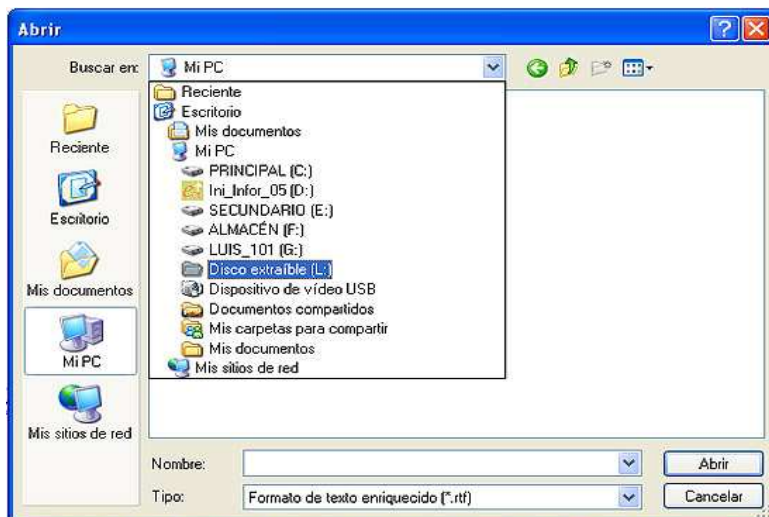 Abrir
Buscar en: Mi PC
Reciente
Escritorio
Mis documentos
Mi PC
PRINCIPAL (C:)
Ini_Infor_05 (D:)
SECUNDARIO (E:)
ALMACÉN (F:)
LUIS_101 (G:)
Disco extraíble (L:)
Dispositivo de vídeo USB
Documentos compartidos
Mis carpetas para compartir
Mis documentos
Mis sitios de red
Reciente
Escritorio
Mis documentos
Mi PC
Mis sitios de red
Nombre:
Abrir
Tipo: Formato de texto enriquecido (*.rtf)
Cancelar